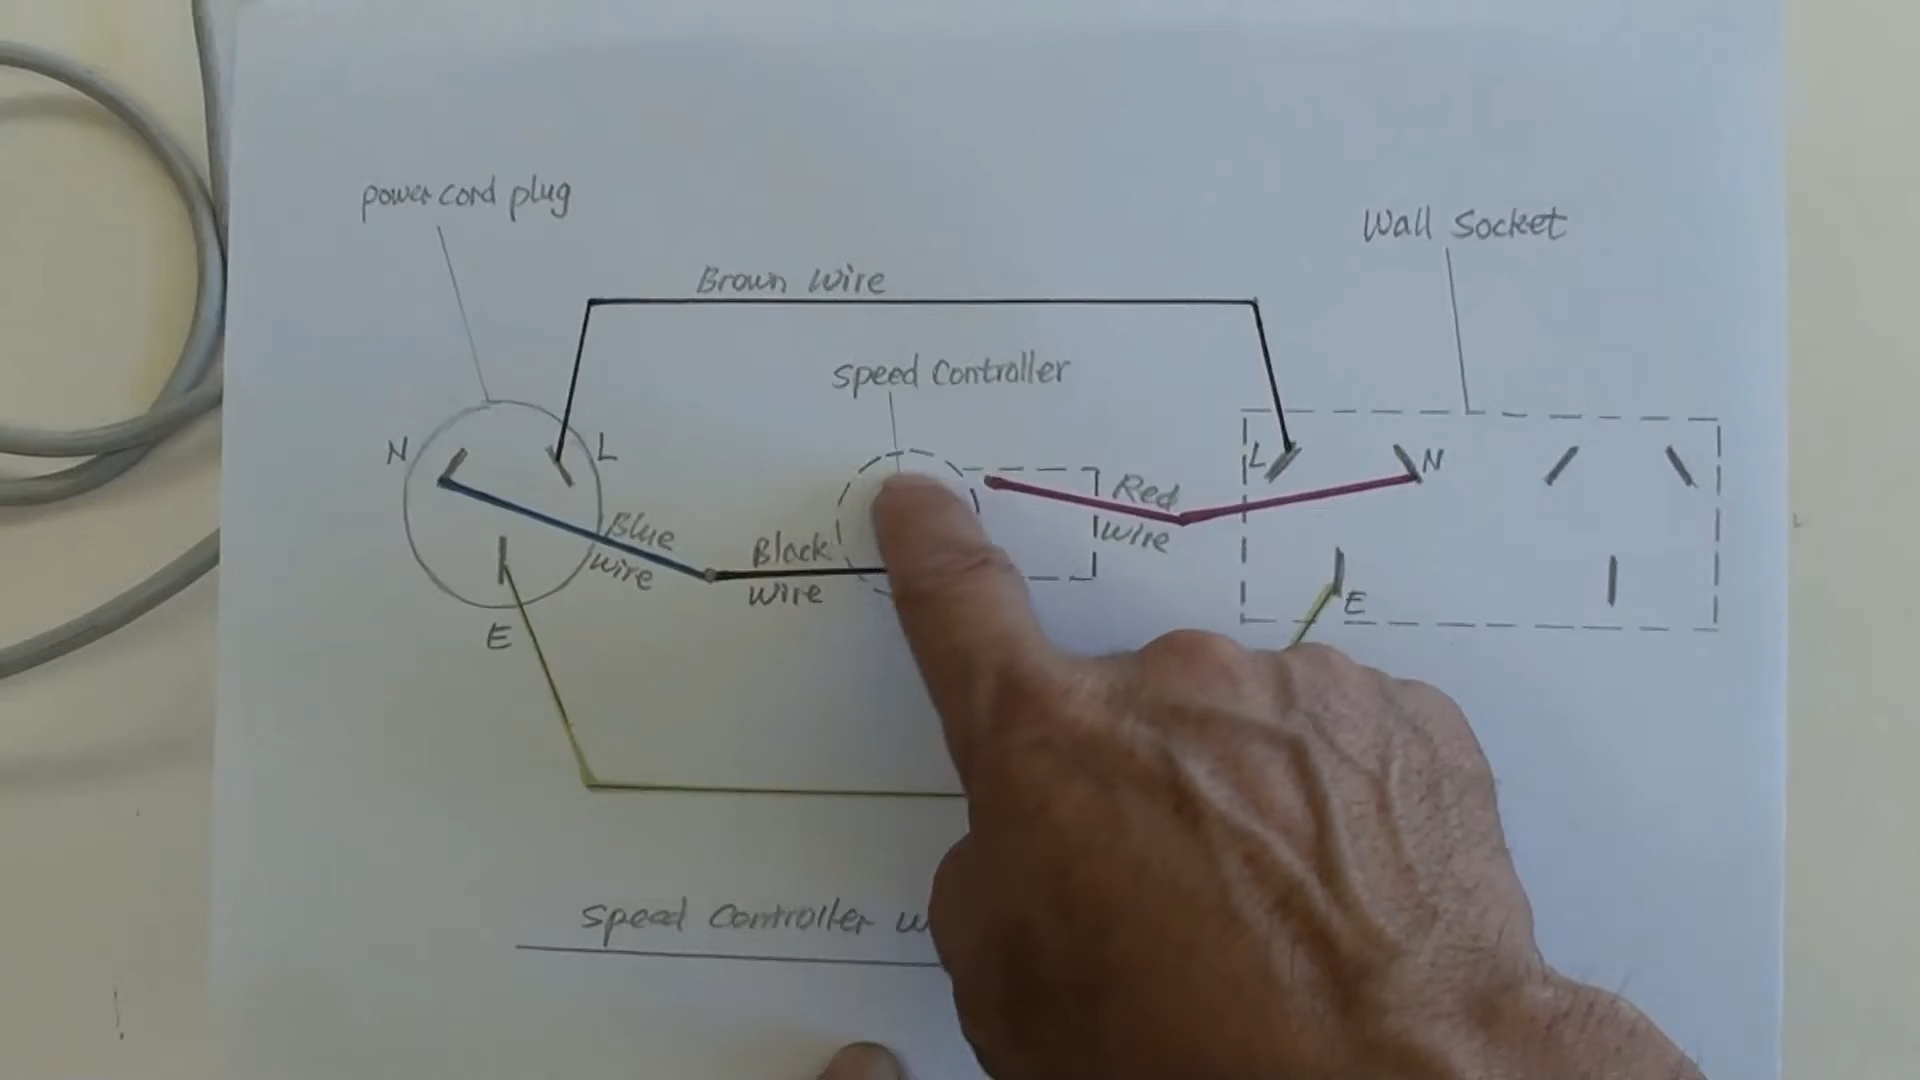 power cord plug
Wall Socket
Brown Wire
Speed Controller
N
L
L
N
Red
Wire
Blue
Wire
Black
Wire
E
E
Speed Controller